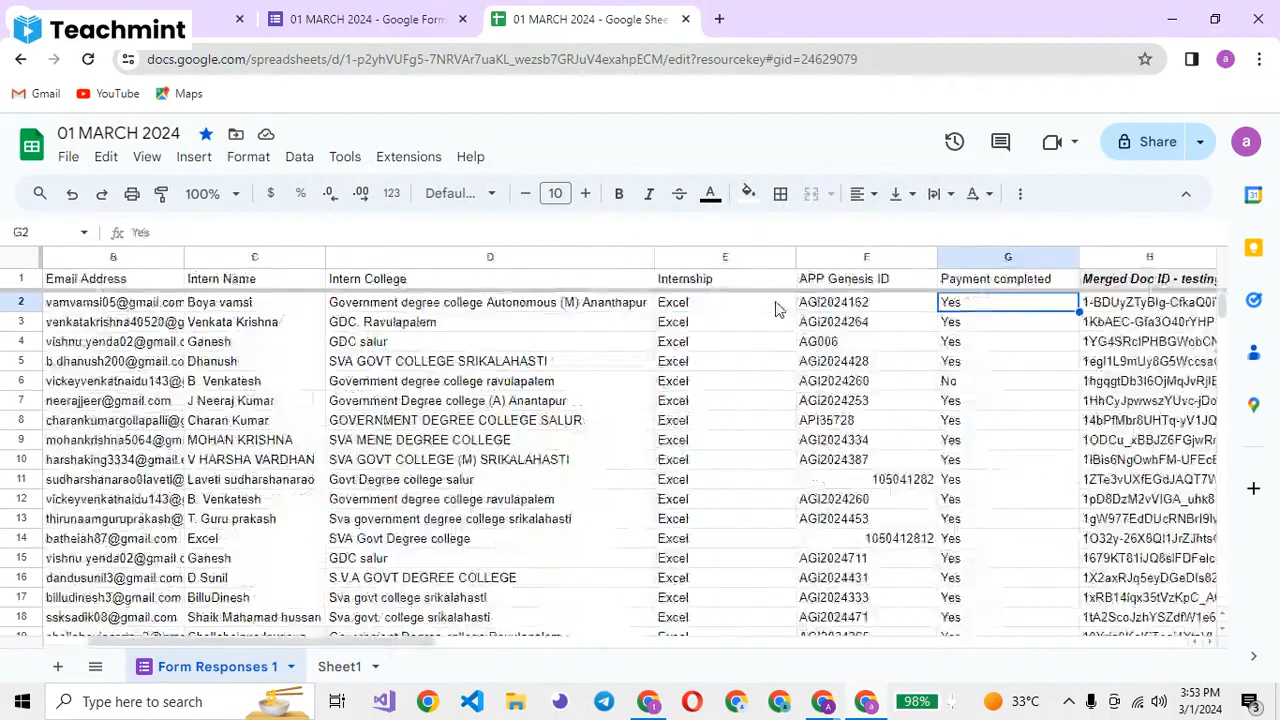 Teachmint
01 MARCH 2024 - Google Form
01 MARCH 2024 - Google Shee
docs.google.com/spreadsheets/d/1-p2yhVUFg5-7NRVAr7uaKL_wezsb7GRJuV4exahpECM/edit?resourcekey#gid=24629079
Gmail YouTube Maps
01 MARCH 2024
File Edit View Insert Format Data Tools Extensions Help
Share a
100% $ % .0 .00 123 Defaul... 10 B I A
G2 fx Yes
B C D E F G H
1 Email Address Intern Name Intern College Internship APP Genesis ID Payment completed Merged Doc ID - testing
2 vamvamsi05@gmail.com Boya vamsi Government degree college Autonomous (M) Ananthapur Excel AGI2024162 Yes
3 venkatakrishna40520@g Venkata Krishna GDC. Ravulapalem Excel AGI2024264 Yes
4 vishnu.yenda02@gmail.c Ganesh GDC salur Excel AG006 Yes
5 b.dhanush200@gmail.c Dhanush SVA GOVT COLLEGE SRIKALAHASTI Excel AGI2024428 Yes
6 vickeyvenkatnaidu143@g B. Venkatesh Government degree college ravulapalem Excel AGI2024260 No
7 neerajjeer@gmail.com J Neeraj Kumar Government Degree college (A) Anantapur Excel AGI2024253 Yes
8 charankumargollapalli@g Charan Kumar GOVERNMENT DEGREE COLLEGE SALUR Excel API35728 Yes
9 mohankrishna5064@gm MOHAN KRISHNA SVA MENE DEGREE COLLEGE Excel AGI2024334 Yes
10 harshaking3334@gmail.c V HARSHA VARDHAN SVA GOVT COLLEGE (M) SRIKALAHASTI Excel AGI2024387 Yes
11 sudharshanarao0laveti@ Laveti sudharshanarao Govt Degree college salur Excel 105041282 Yes
12 vickeyvenkatnaidu143@g B. Venkatesh Government degree college ravulapalem Excel AGI2024260 Yes
13 thirunaamguruprakash@ T. Guru prakash Sva government degree college srikalahasti Excel AGI2024453 Yes
14 batheiah87@gmail.com Excel SVA Govt Degree college Excel 1050412812 Yes
15 vishnu.yenda02@gmail.c Ganesh GDC salur Excel AGI2024711 Yes
16 dandusunil3@gmail.com D.Sunil S.V.A GOVT DEGREE COLLEGE Excel AGI2024431 Yes
17 billudinesh3@gmail.com BilluDinesh Sva govt college srikalahasti Excel AGI2024333 Yes
18 ssksadik08@gmail.com Shaik Mahamad hussan Sva.govt. college srikalahasti Excel AGI2024471 Yes
Form Responses 1 Sheet1
Type here to search
98% 33°C 3:53 PM
3/1/2024